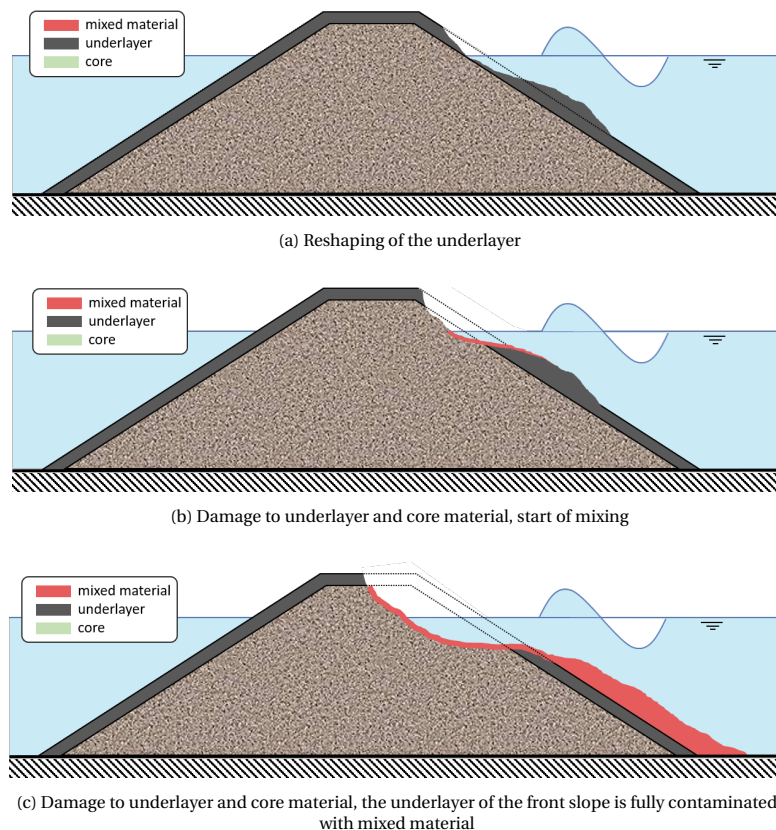 mixed material
underlayer
core
(a) Reshaping of the underlayer
mixed material
underlayer
core
(b) Damage to underlayer and core material, start of mixing
mixed material
underlayer
core
(c) Damage to underlayer and core material, the underlayer of the front slope is fully contaminated
with mixed material